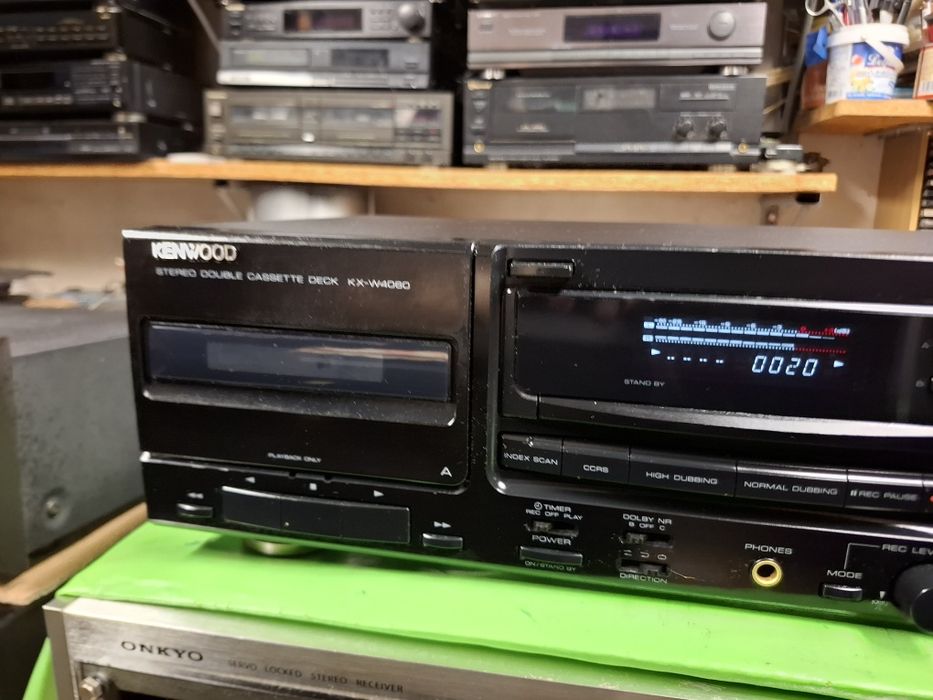 KENWOOD
STEREO DOUBLE CASSETTE DECK KX-W4060
0020
STAND BY
PLAYBACK ONLY
A
INDEX SCAN
CCRS
HIGH DUBBING
NORMAL DUBBING
REC PAUSE
TIMER
REC OFF PLAY
DOLBY NR
B OFF C
POWER
ON/STAND BY
DIRECTION
PHONES
MODE
REC LEV
ONKYO
SERVO LOCKED STEREO RECEIVER